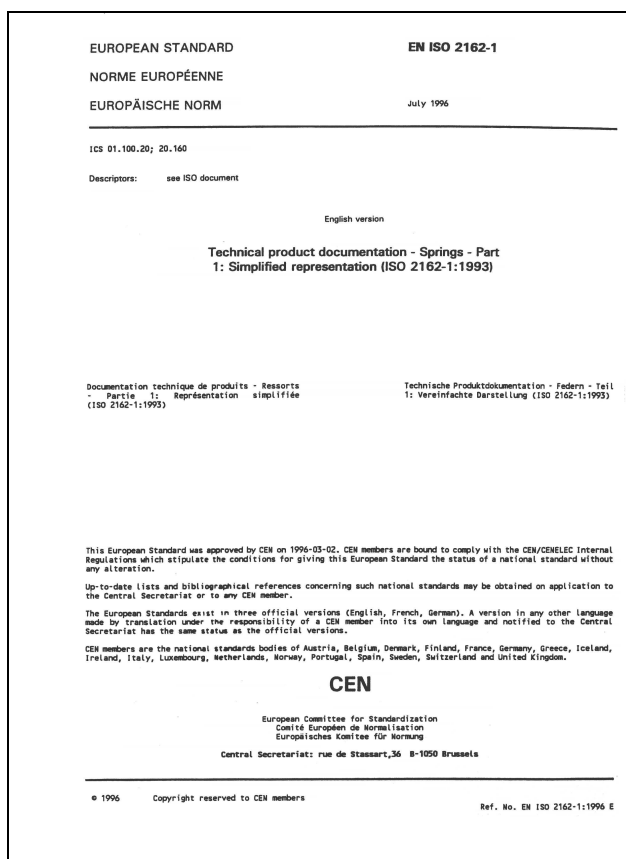 EUROPEAN STANDARD
EN ISO 2162-1
NORME EUROPÉENNE
EUROPÄISCHE NORM
July 1996
ICS 01.100.20; 20.160
Descriptors: see ISO document
English version
Technical product documentation - Springs - Part
1: Simplified representation (ISO 2162-1:1993)
Documentation technique de produits - Ressorts
- Partie 1: Représentation simplifiée
(ISO 2162-1:1993)
Technische Produktdokumentation - Federn - Teil
1: Vereinfachte Darstellung (ISO 2162-1:1993)
This European Standard was approved by CEN on 1996-03-02. CEN members are bound to comply with the CEN/CENELEC Internal
Regulations which stipulate the conditions for giving this European Standard the status of a national standard without
any alteration.
Up-to-date lists and bibliographical references concerning such national standards may be obtained on application to
the Central Secretariat or to any CEN member.
The European Standards exist in three official versions (English, French, German). A version in any other language
made by translation under the responsibility of a CEN member into its own language and notified to the Central
Secretariat has the same status as the official versions.
CEN members are the national standards bodies of Austria, Belgium, Denmark, Finland, France, Germany, Greece, Iceland,
Ireland, Italy, Luxembourg, Netherlands, Norway, Portugal, Spain, Sweden, Switzerland and United Kingdom.
CEN
European Committee for Standardization
Comité Européen de Normalisation
Europäisches Komitee für Normung
Central Secretariat: rue de Stassart,36 B-1050 Brussels
© 1996 Copyright reserved to CEN members
Ref. No. EN ISO 2162-1:1996 E